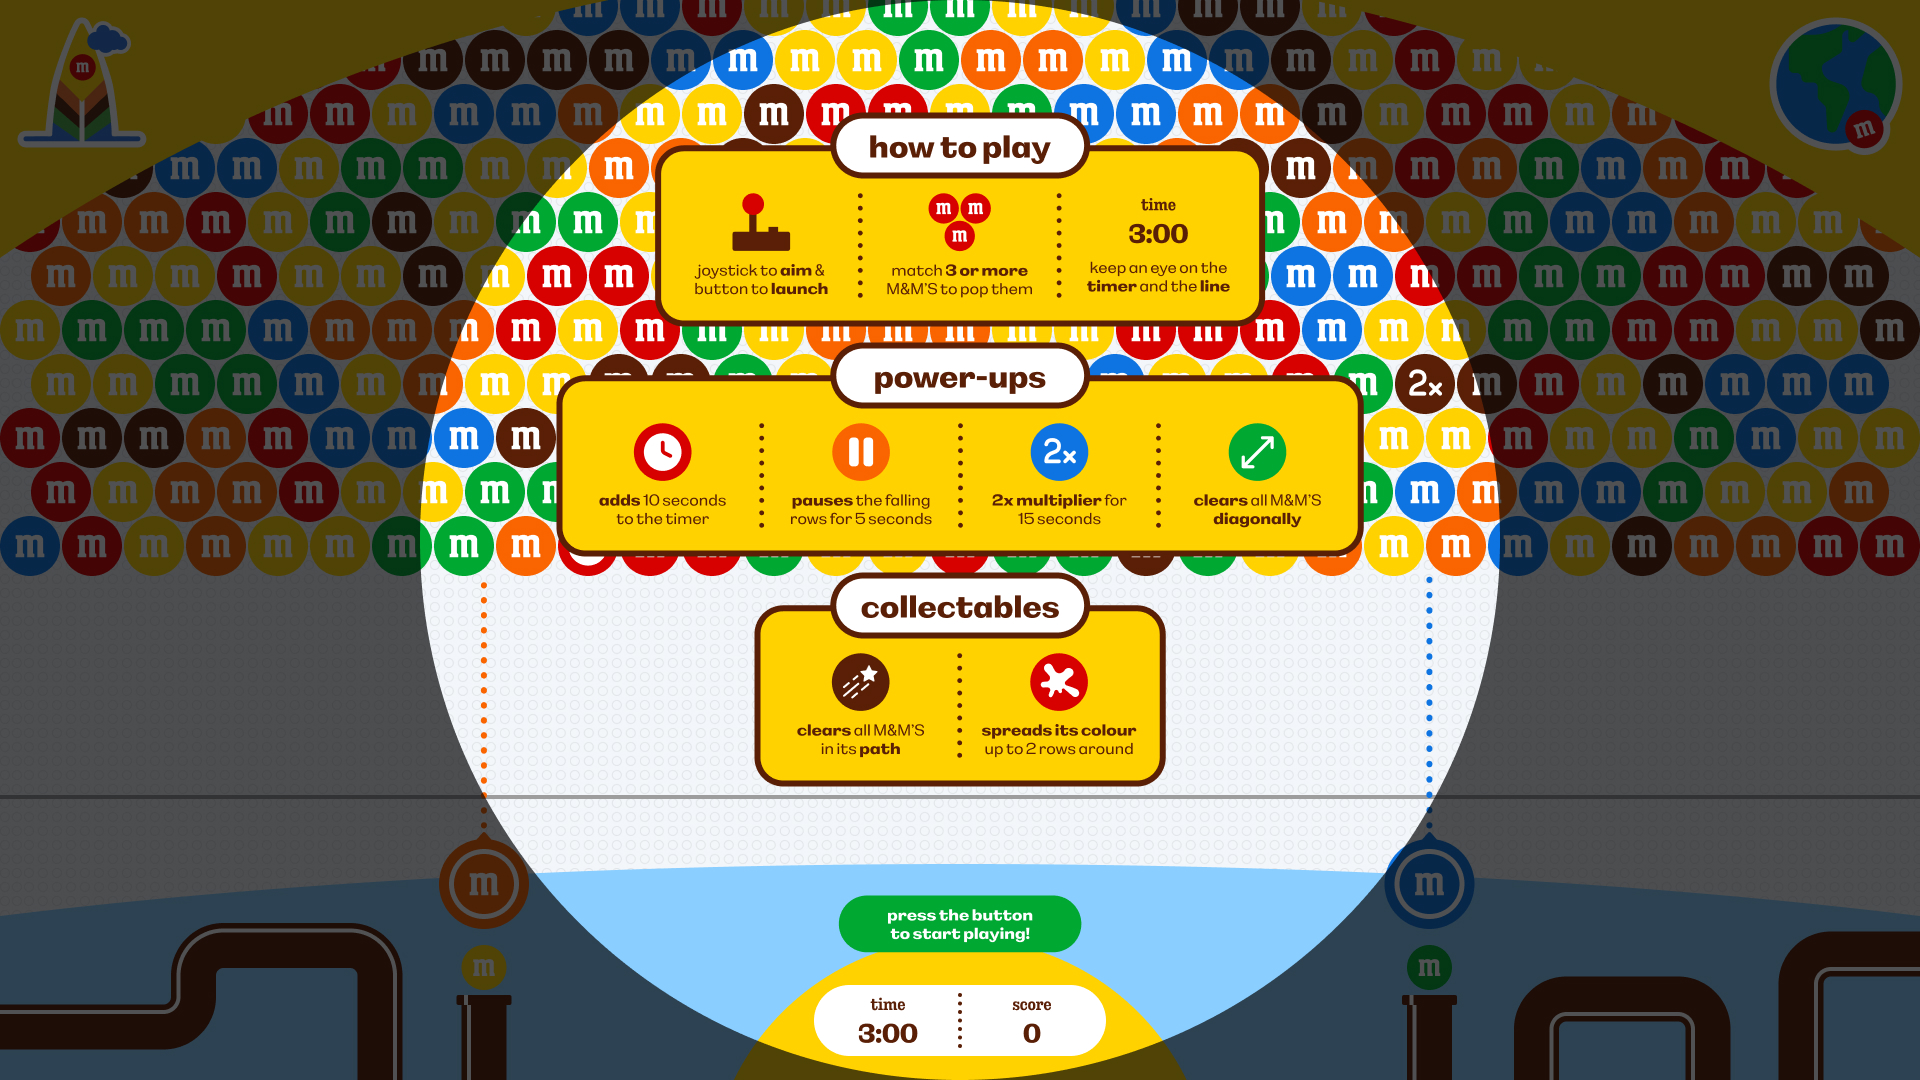 how to play
joystick to aim &
button to launch
match 3 or more
M&M'S to pop them
time
3:00
keep an eye on the
timer and the line
power-ups
adds 10 seconds
to the timer
pauses the falling
rows for 5 seconds
2x
2x multiplier for
15 seconds
clears all M&M'S
diagonally
2x
collectables
clears all M&M'S
in its path
spreads its colour
up to 2 rows around
press the button
to start playing!
time
3:00
score
0